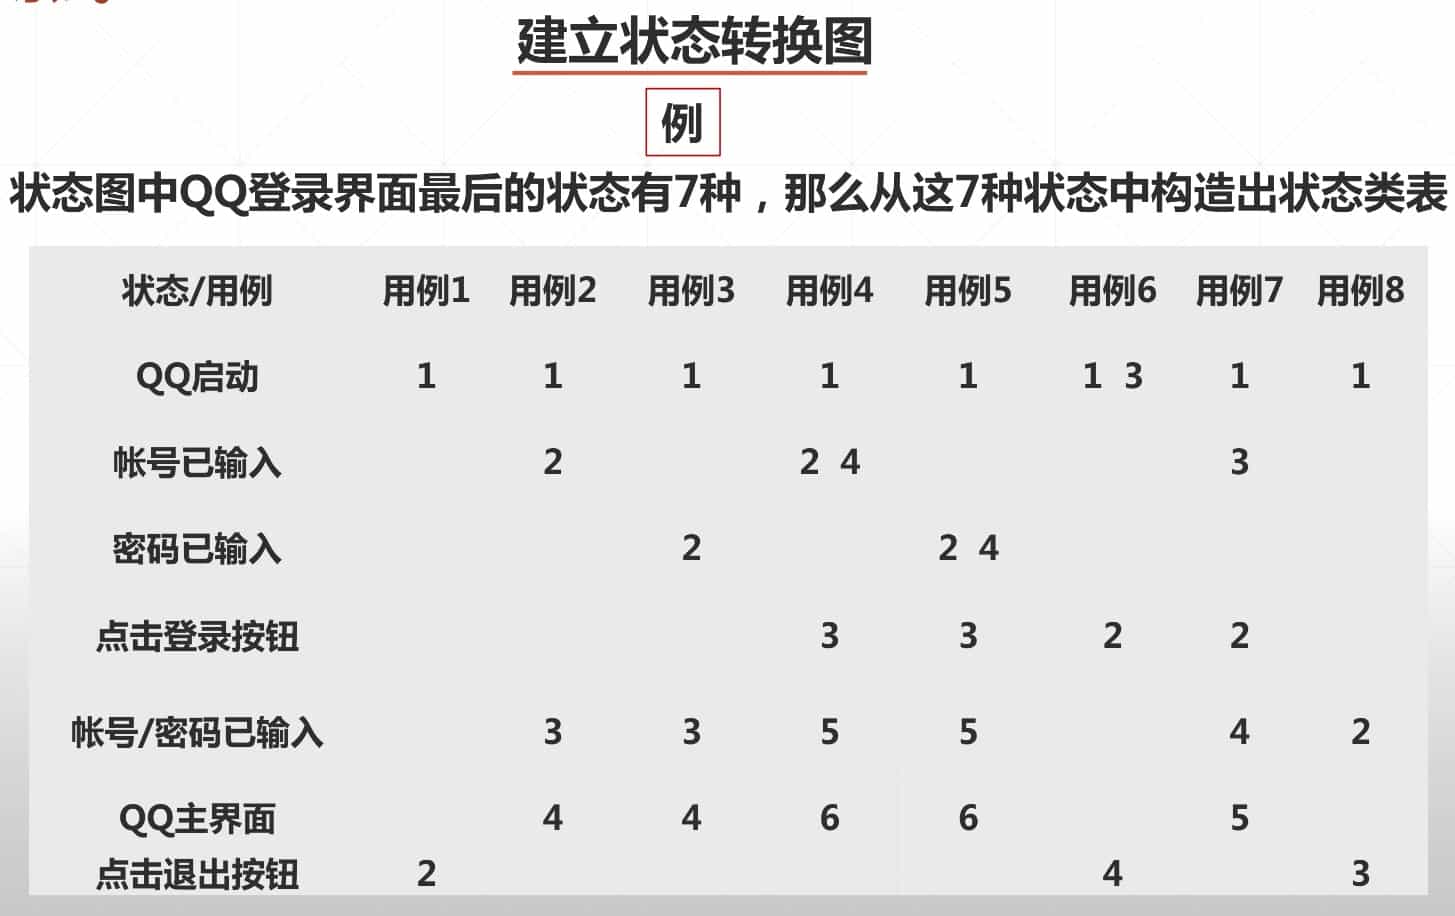 建立状态转换图
例
状态图中QQ登录界面最后的状态有7种，那么从这7种状态中构造出状态类表
状态/用例 用例1 用例2 用例3 用例4 用例5 用例6 用例7 用例8
QQ启动 1 1 1 1 1 1 3 1 1
帐号已输入 2 2 4 3
密码已输入 2 2 4
点击登录按钮 3 3 2 2
帐号/密码已输入 3 3 5 5 4 2
QQ主界面 4 4 6 6 5
点击退出按钮 2 4 3